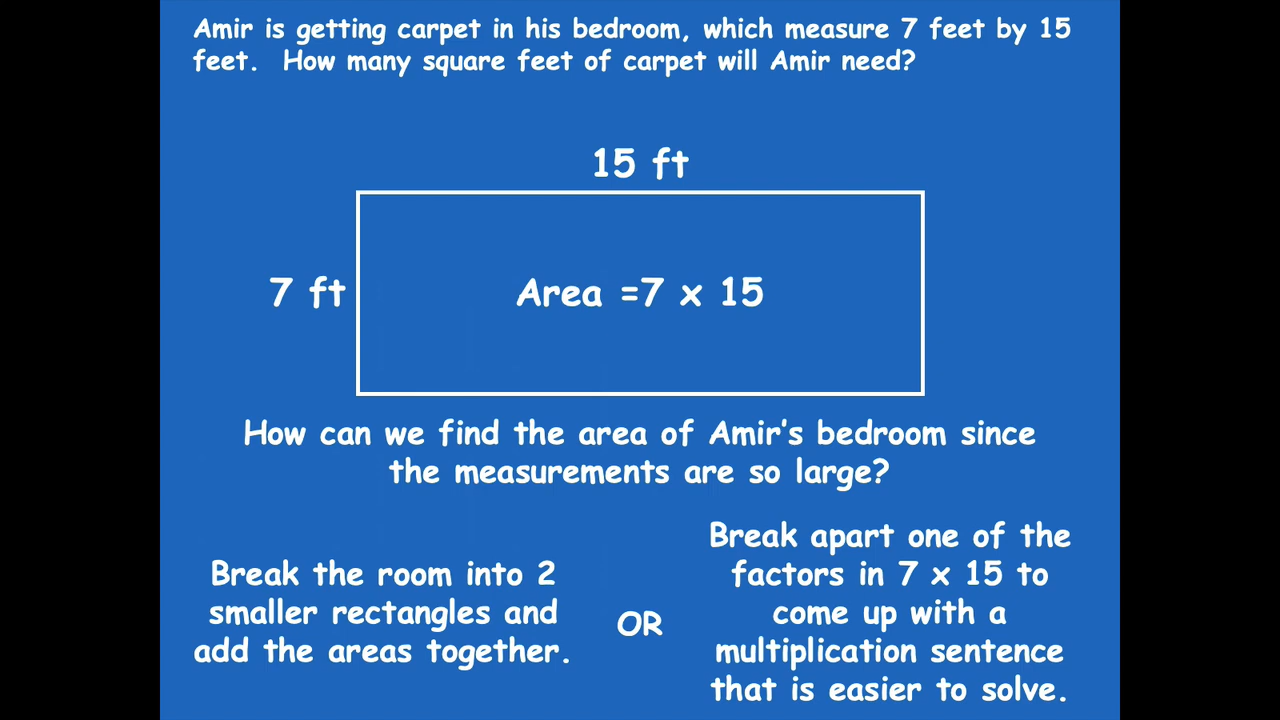 Amir is getting carpet in his bedroom, which measure 7 feet by 15
feet.  How many square feet of carpet will Amir need?
15 ft
7 ft
Area =7 x 15
How can we find the area of Amir's bedroom since
the measurements are so large?
Break the room into 2
smaller rectangles and
add the areas together.
OR
Break apart one of the
factors in 7 x 15 to
come up with a
multiplication sentence
that is easier to solve.